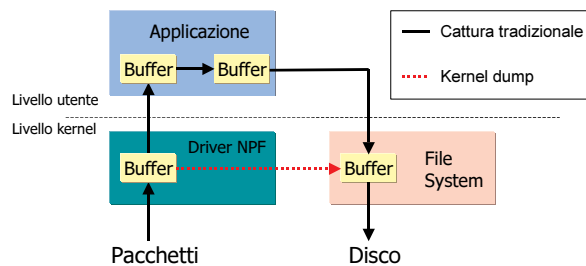 Applicazione
Cattura tradizionale
Buffer
Buffer
Kernel dump
Livello utente
Livello kernel
Driver NPF
Buffer
Buffer
File
System
Pacchetti
Disco